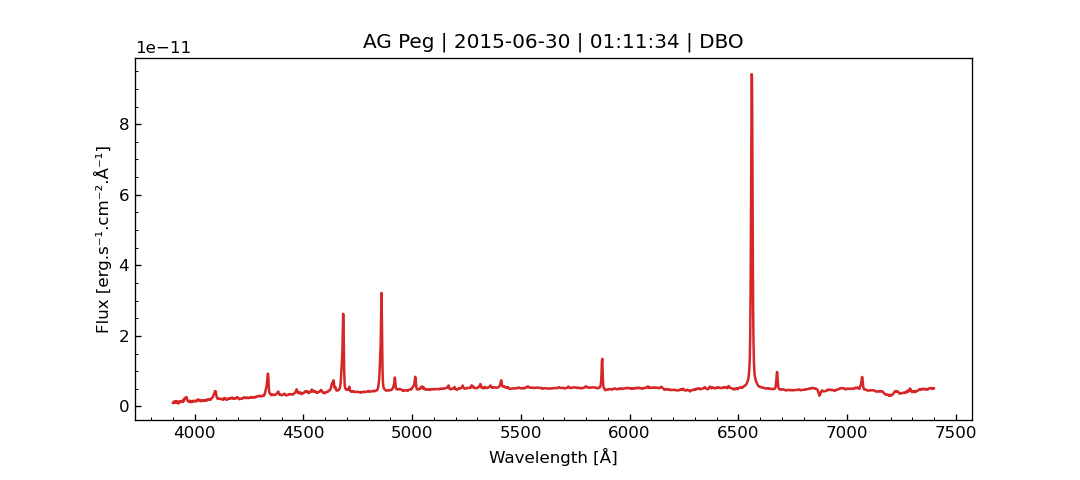 AG Peg | 2015-06-30 | 01:11:34 | DBO
1e−11
8
6
4
2
0
Flux [erg.s⁻¹.cm⁻².Å⁻¹]
4000 4500 5000 5500 6000 6500 7000 7500
Wavelength [Å]